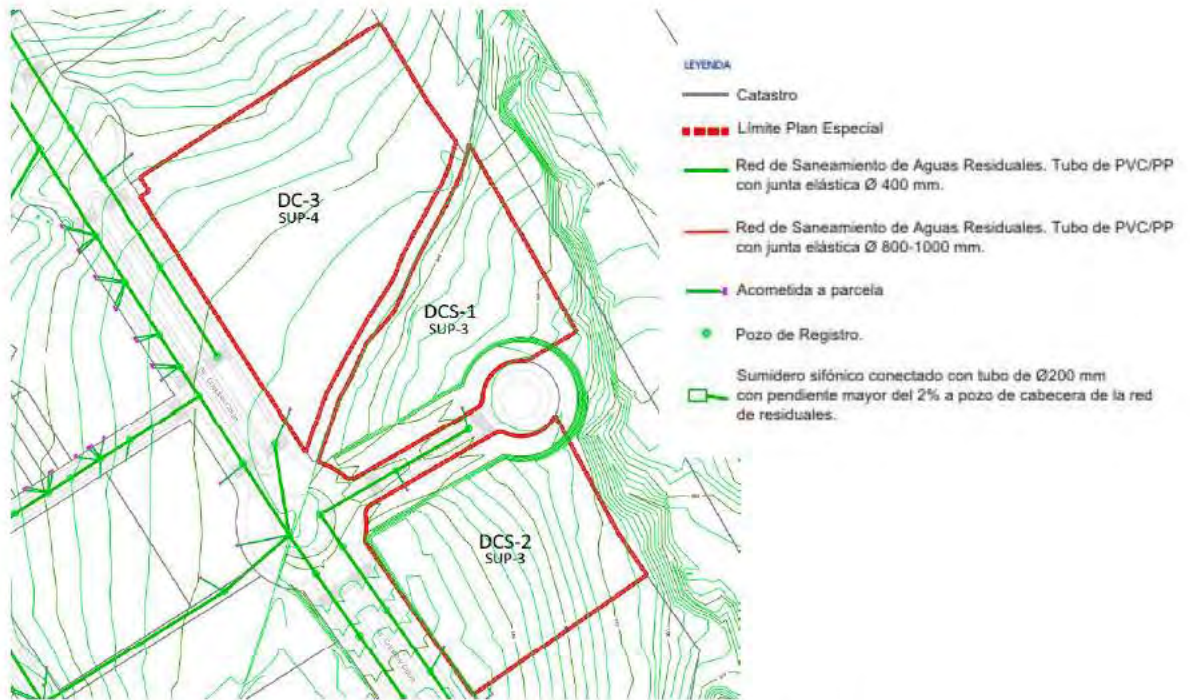 DC-3
SUP-4
DCS-1
SUP-3
DCS-2
SUP-3
LEYENDA
Catastro
Límite Plan Especial
Red de Saneamiento de Aguas Residuales. Tubo de PVC/PP
con junta elástica Ø 400 mm.
Red de Saneamiento de Aguas Residuales. Tubo de PVC/PP
con junta elástica Ø 800-1000 mm.
Acometida a parcela
Pozo de Registro.
Sumidero sifónico conectado con tubo de Ø200 mm
con pendiente mayor del 2% a pozo de cabecera de la red
de residuales.